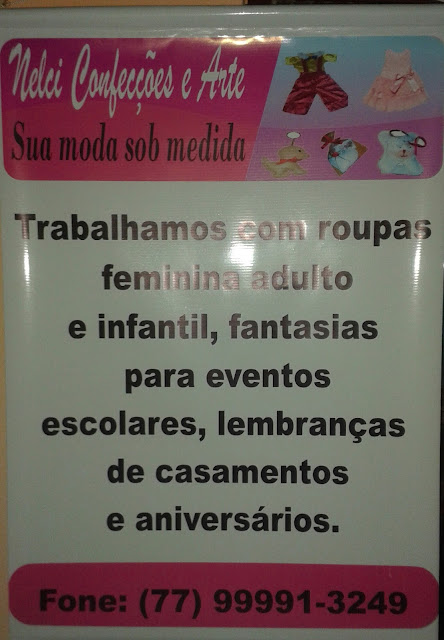 Nelci Confecções e Arte
Sua moda sob medida
Trabalhamos com roupas
feminina adulto
e infantil, fantasias
para eventos
escolares, lembranças
de casamentos
e aniversários.
Fone: (77) 99991-3249